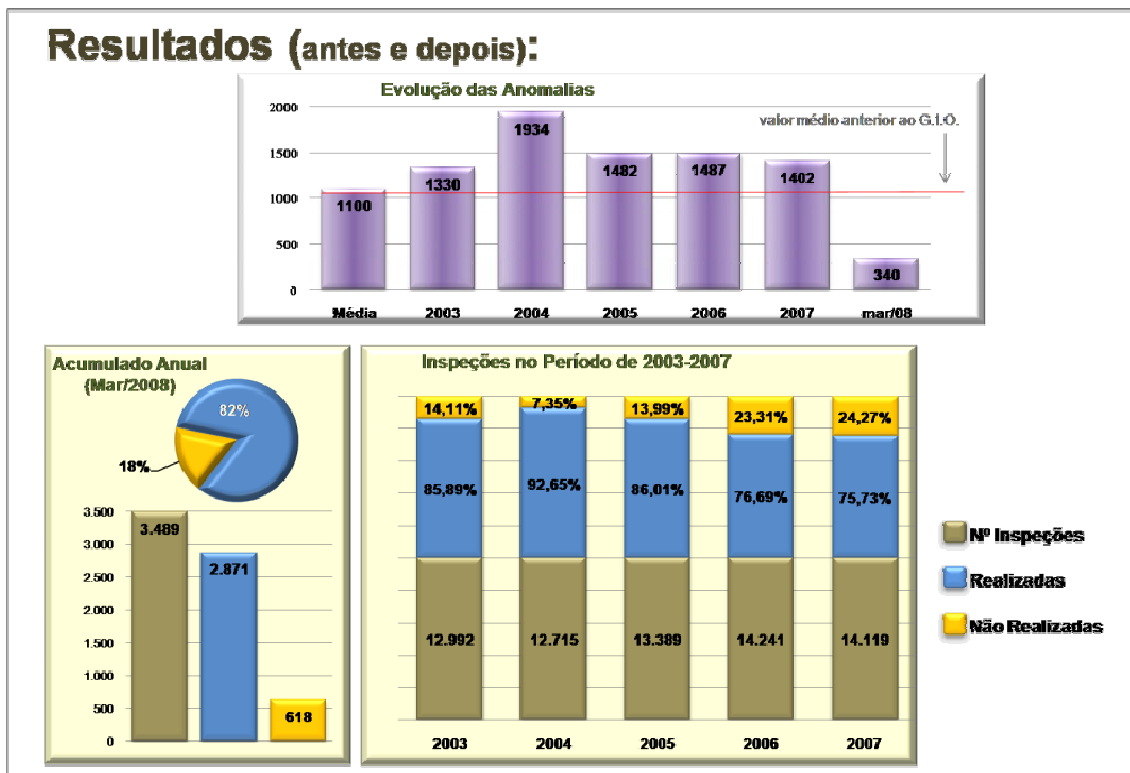 Resultados (antes e depois):
Evolução das Anomalias
valor médio anterior ao G.I.O.
2000
1500
1000
500
0
1100
1330
1934
1482
1487
1402
340
Média 2003 2004 2005 2006 2007 mar/08
Acumulado Anual
(Mar/2008)
82%
18%
3.500
3.000
2.500
2.000
1.500
1.000
500
0
3.489
2.871
618
Inspeções no Período de 2003-2007
14,11% 7,35% 13,99% 23,31% 24,27%
85,89% 92,65% 86,01% 76,69% 75,73%
12.992 12.715 13.389 14.241 14.119
2003 2004 2005 2006 2007
Nº Inspeções
Realizadas
Não Realizadas